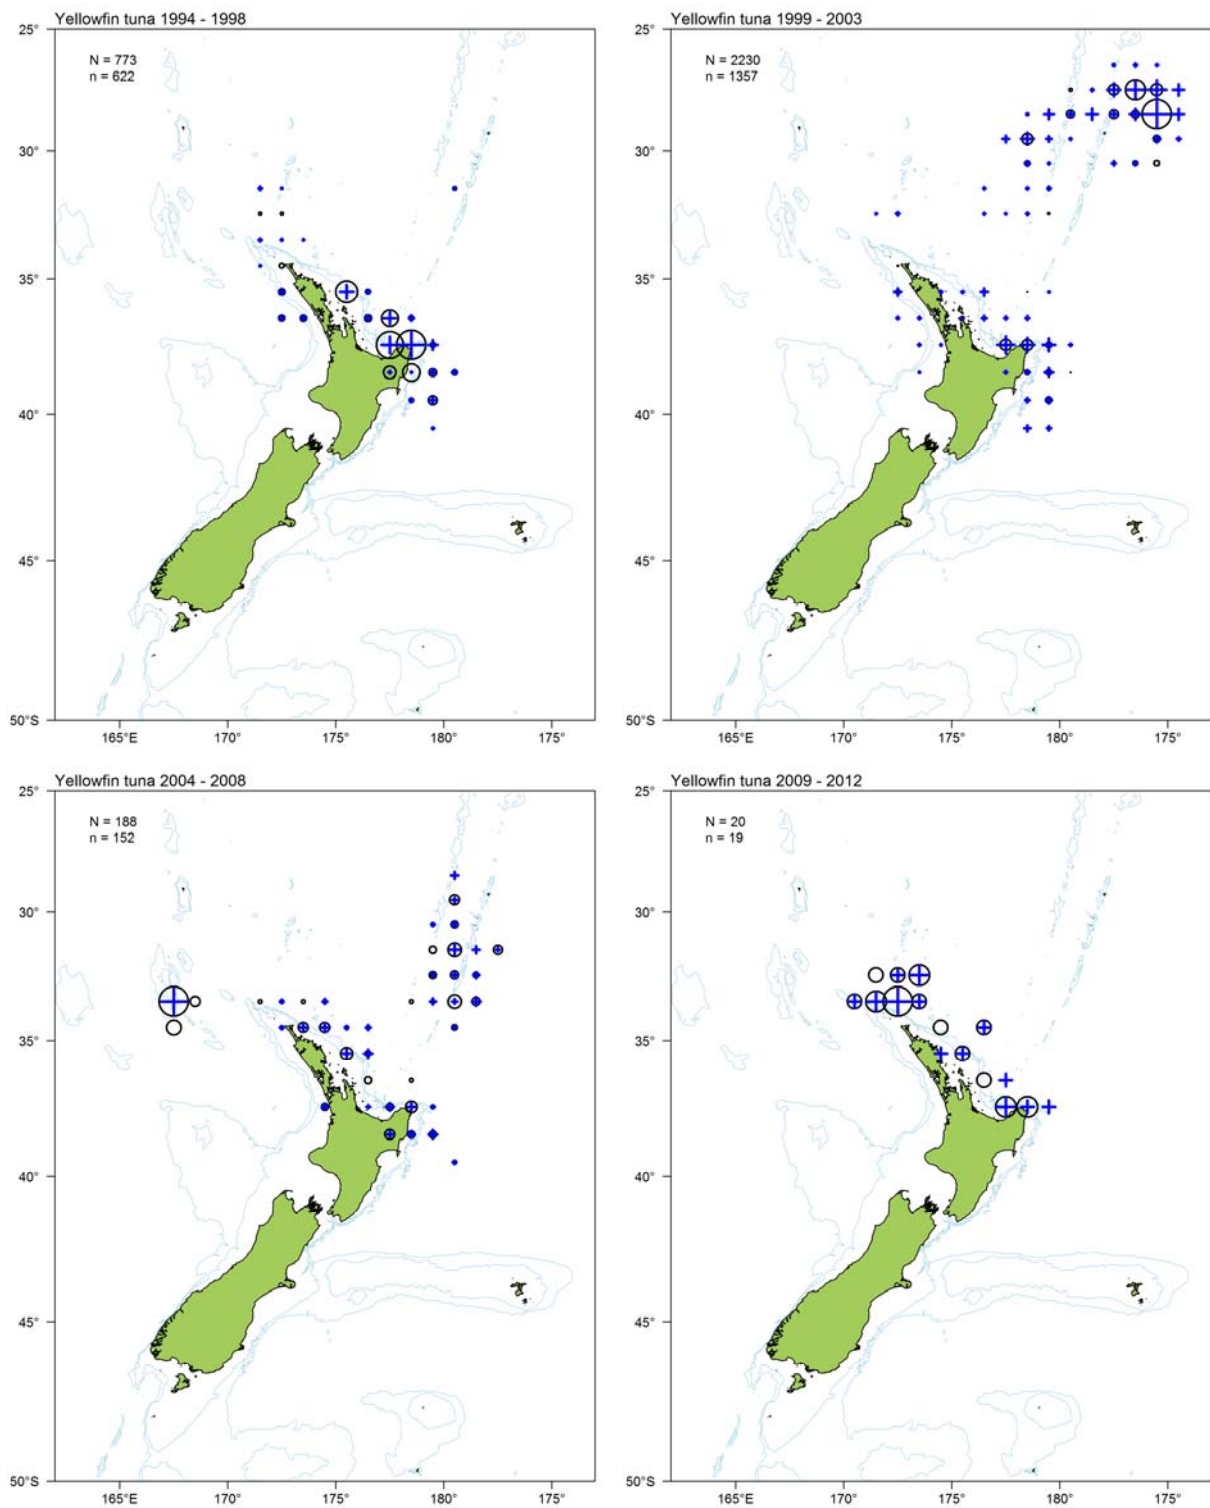 Yellowfin tuna 1994 - 1998
25°
N = 773
n = 622
30°
35°
40°
45°
50°S
165°E 170° 175° 180° 175°
Yellowfin tuna 1999 - 2003
25°
N = 2230
n = 1357
30°
35°
40°
45°
50°S
165°E 170° 175° 180° 175°
Yellowfin tuna 2004 - 2008
25°
N = 188
n = 152
30°
35°
40°
45°
50°S
165°E 170° 175° 180° 175°
Yellowfin tuna 2009 - 2012
25°
N = 20
n = 19
30°
35°
40°
45°
50°S
165°E 170° 175° 180° 175°